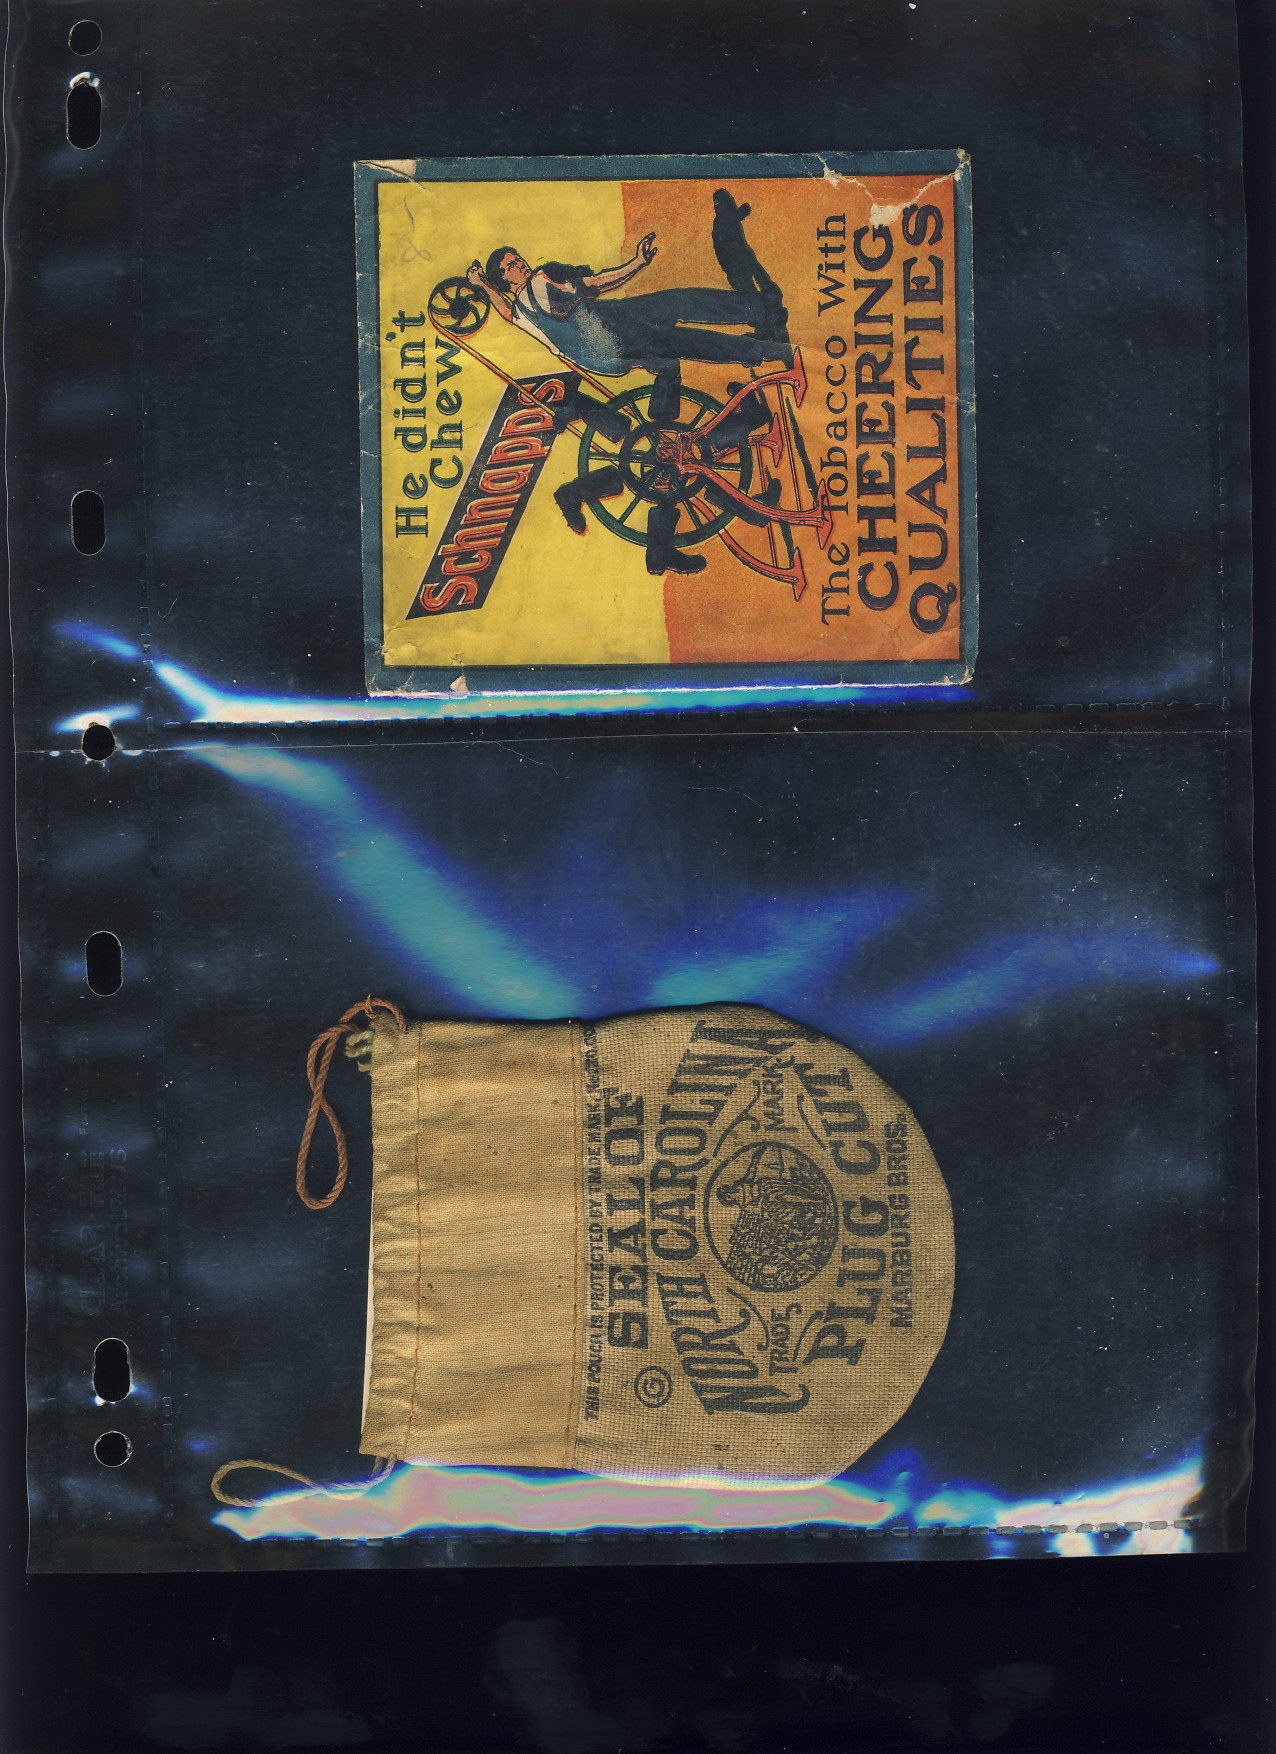 He didn't
Chew
Schnapps
The Tobacco With
CHEERING
QUALITIES
THIS POUCH IS PROTECTED BY TRADE MARK,
SEAL OF
G
NORTH CAROLINA
TRADE MARK
PLUG CUT
MARBURG BROS.